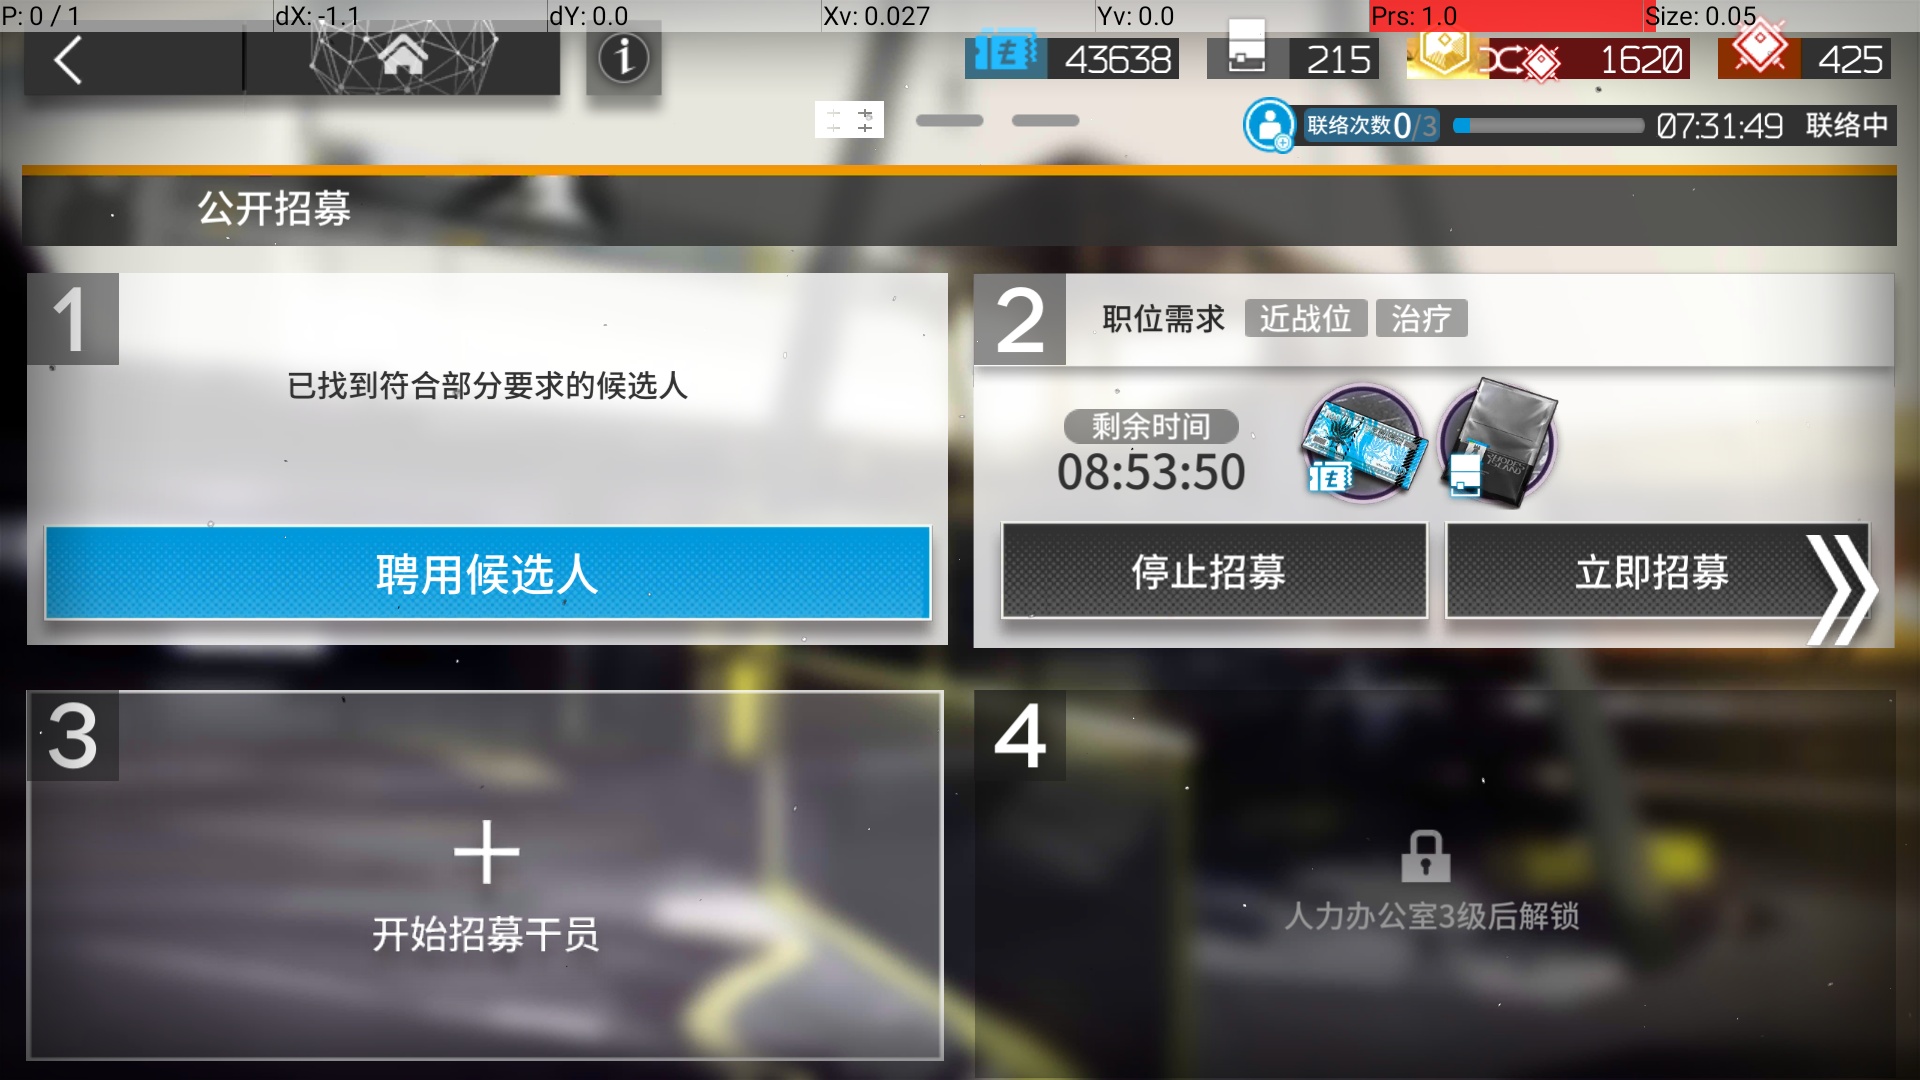 P: 0 / 1
dX: -1.1
dY: 0.0
Xv: 0.027
Yv: 0.0
Prs: 1.0
Size: 0.05
43638
215
1620
425
联络次数0/3
07:31:49
联络中
公开招募
1
已找到符合部分要求的候选人
聘用候选人
2
职位需求
近战位
治疗
剩余时间
08:53:50
停止招募
立即招募
3
开始招募干员
4
人力办公室3级后解锁